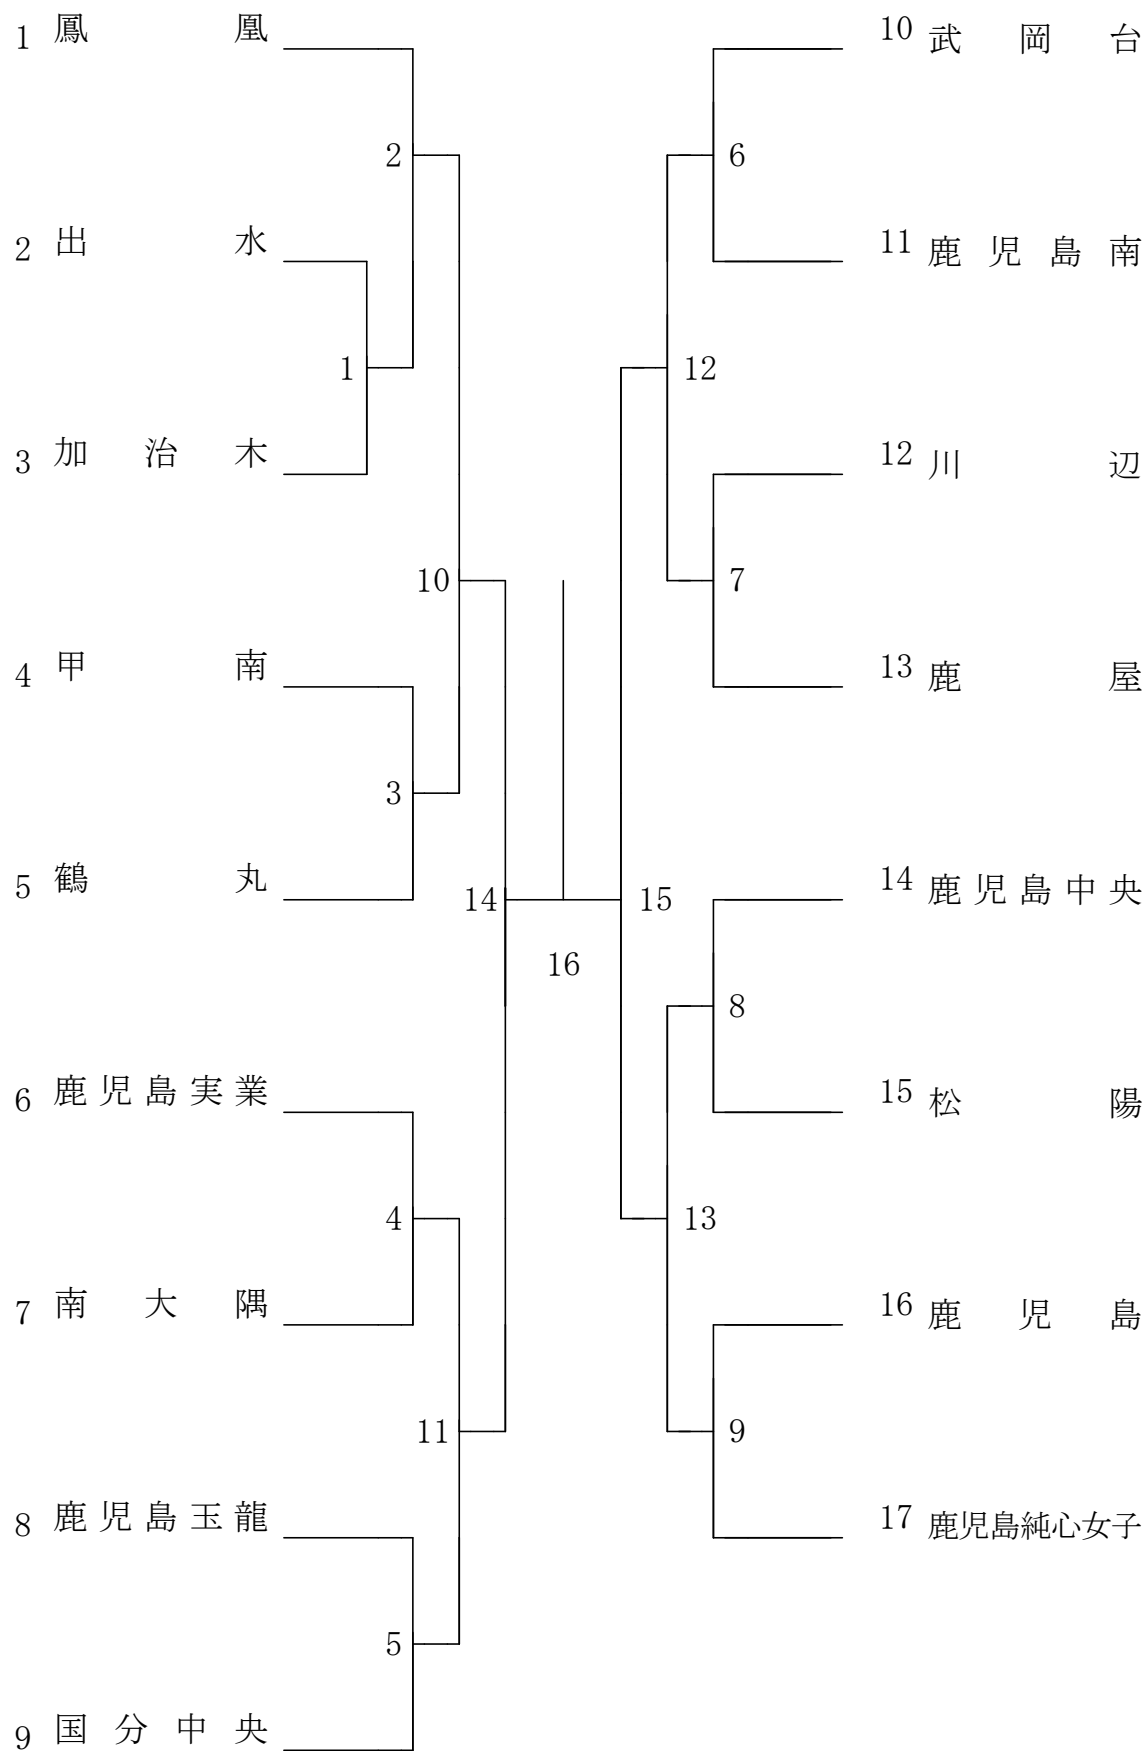 1 鳳凰
2 出水
3 加治木
4 甲南
5 鶴丸
6 鹿児島実業
7 南大隅
8 鹿児島玉龍
9 国分中央
2
1
10
3
14
4
11
5
16
6
12
7
15
8
13
9
10 武岡台
11 鹿児島南
12 川辺
13 鹿屋
14 鹿児島中央
15 松陽
16 鹿児島
17 鹿児島純心女子